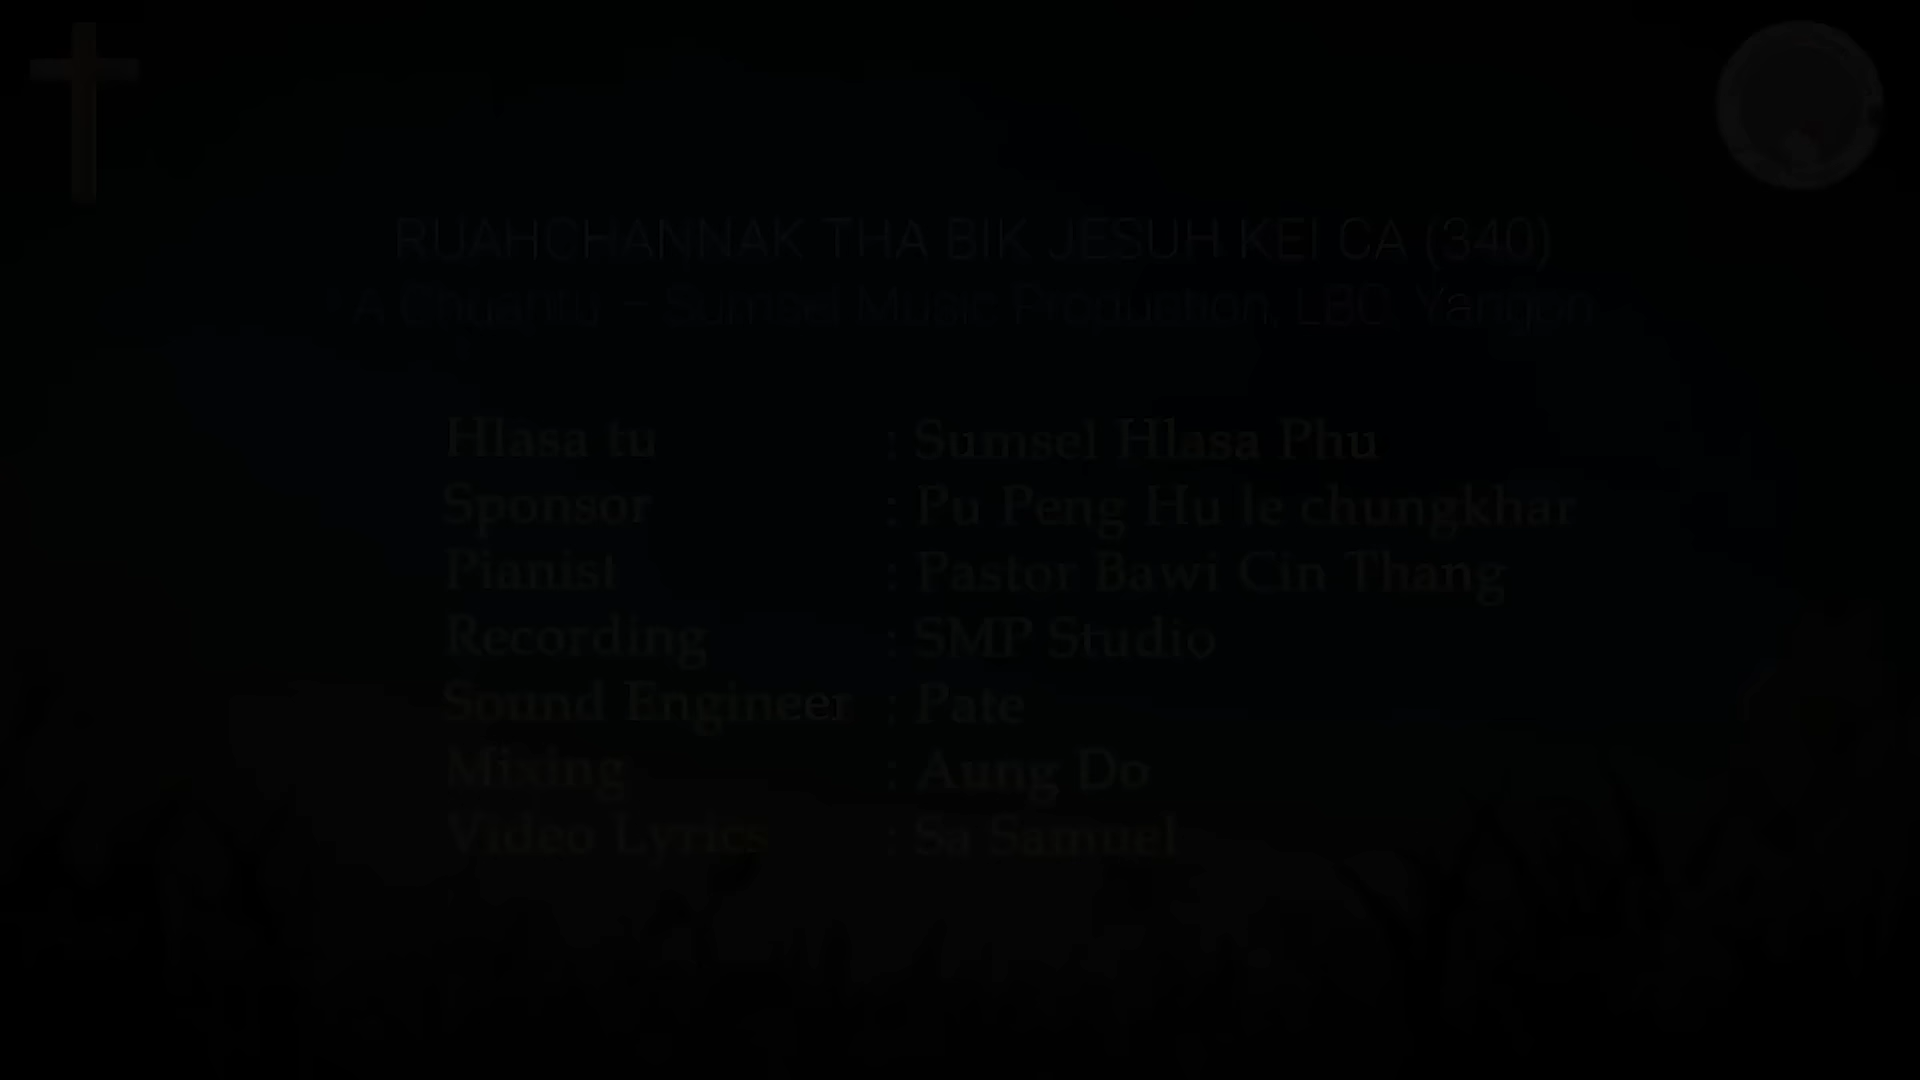 RUAHCHANNAK THA BIK JESUH KEI CA (340)
A Chuantu – Sumsel Music Production, LBC, Yangon
Hlasa tu : Sumsel Hlasa Phu
Sponsor : Pu Peng Hu le chungkhar
Pianist : Pastor Bawi Cin Thang
Recording : SMP Studio
Sound Engineer : Pate
Mixing : Aung Do
Video Lyrics : Sa Samuel